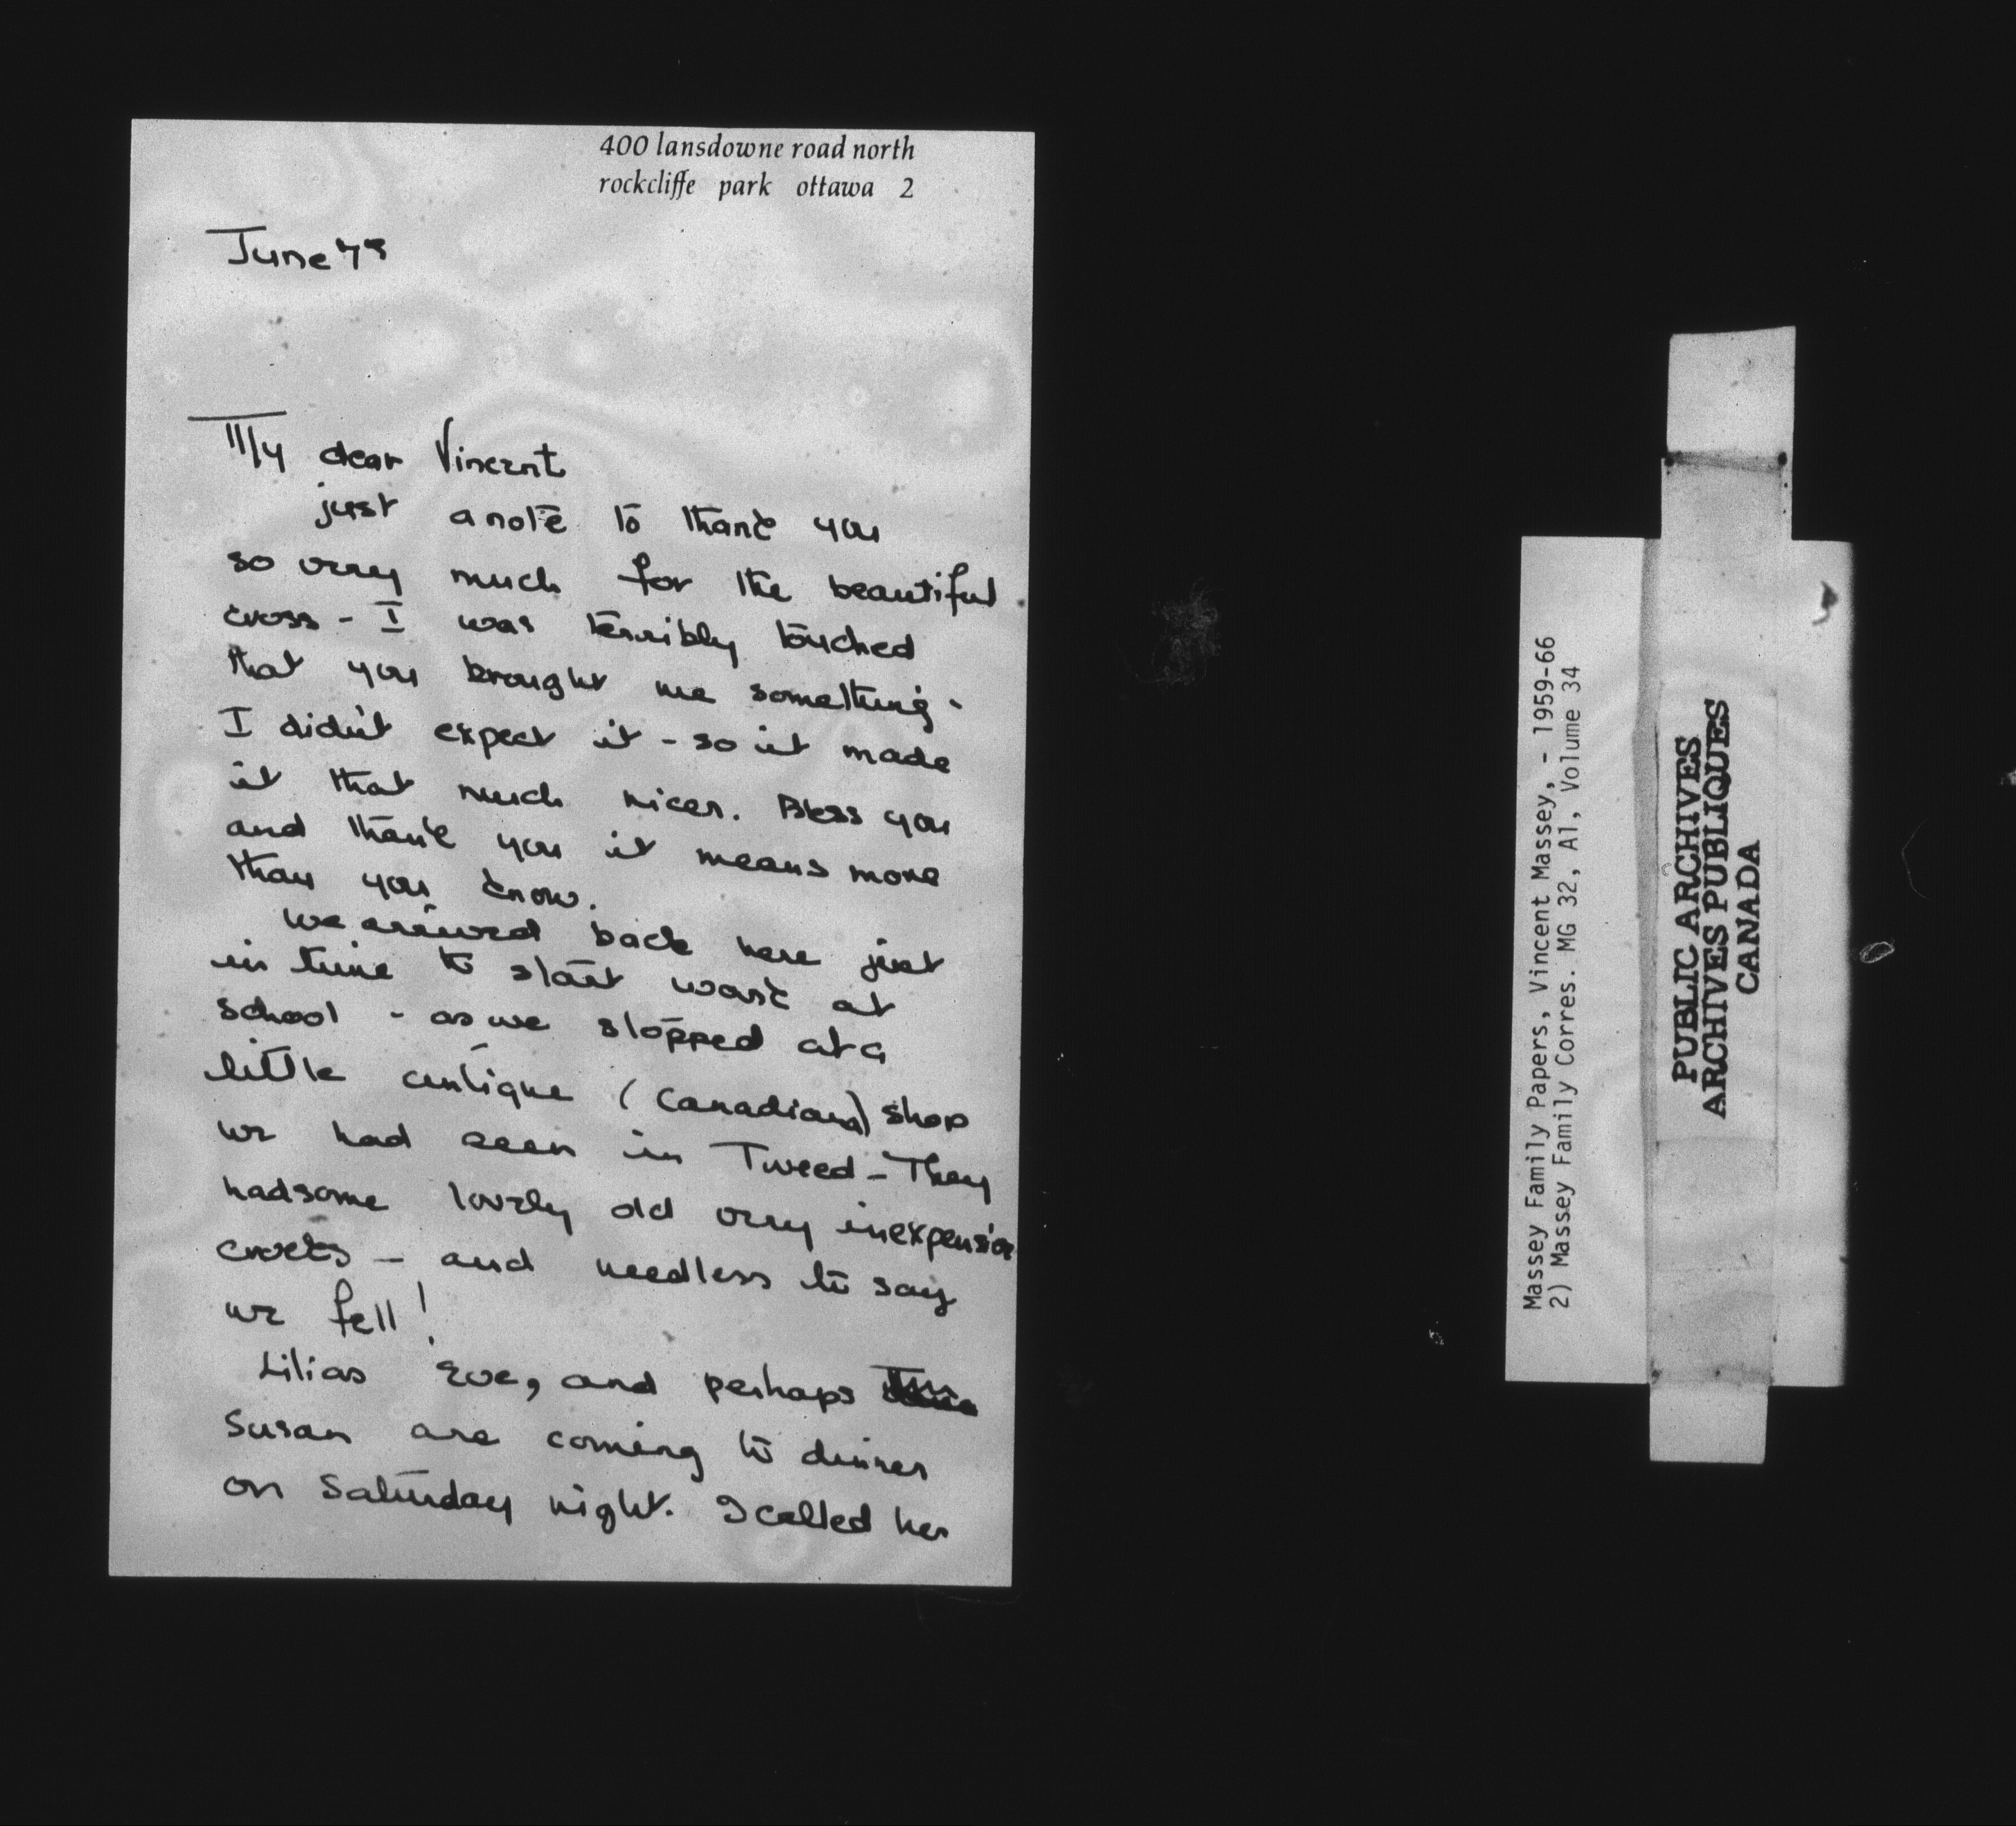 400 lansdowne road north
rockcliffe park ottawa 2
June
My dear Vincent
just a note to thank you
so very much for the beautiful
cross - I was terribly touched
that you brought me something -
I didn't expect it - so it made
it that much nicer. Bless you
and thank you it means more
than you know.
We arrived back here just
in time to start work at
school - as we stopped at a
little antique (Canadiana) shop
we had seen in Tweed - They
had some lovely old very inexpensive
crocks - and needless to say
we fell!
Lilias Eve, and perhaps
Susan are coming to dinner
on Saturday night. I called her
Massey Family Papers, Vincent Massey, - 1959-66
2) Massey Family Corres. MG 32, A1, Volume 34
PUBLIC ARCHIVES
ARCHIVES PUBLIQUES
CANADA